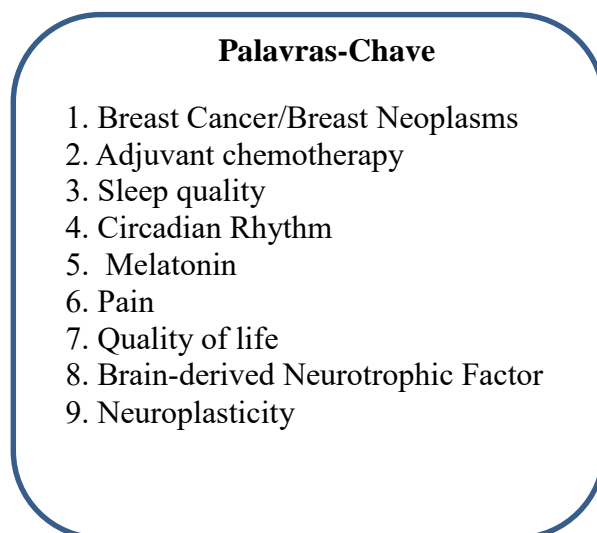 Palavras-Chave
1. Breast Cancer/Breast Neoplasms
2. Adjuvant chemotherapy
3. Sleep quality
4. Circadian Rhythm
5. Melatonin
6. Pain
7. Quality of life
8. Brain-derived Neurotrophic Factor
9. Neuroplasticity